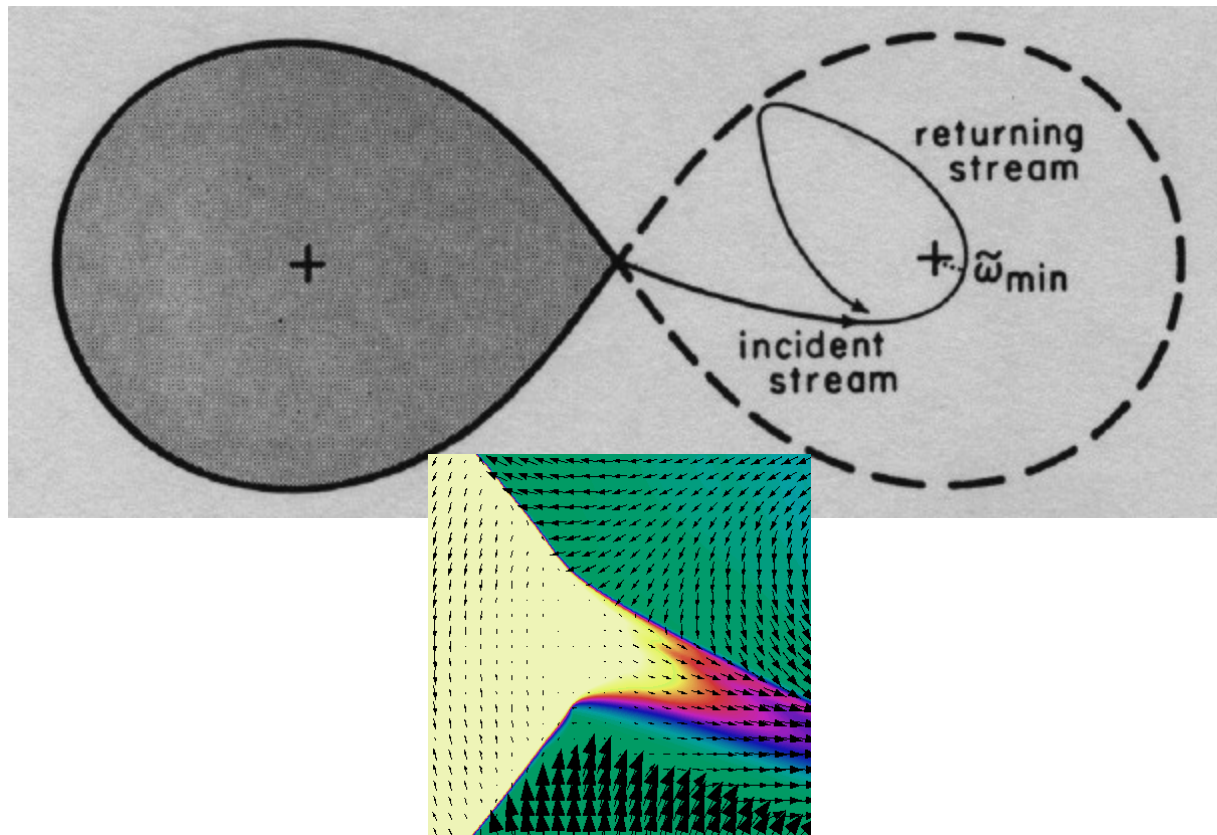 returning
stream
ω̃min
incident
stream